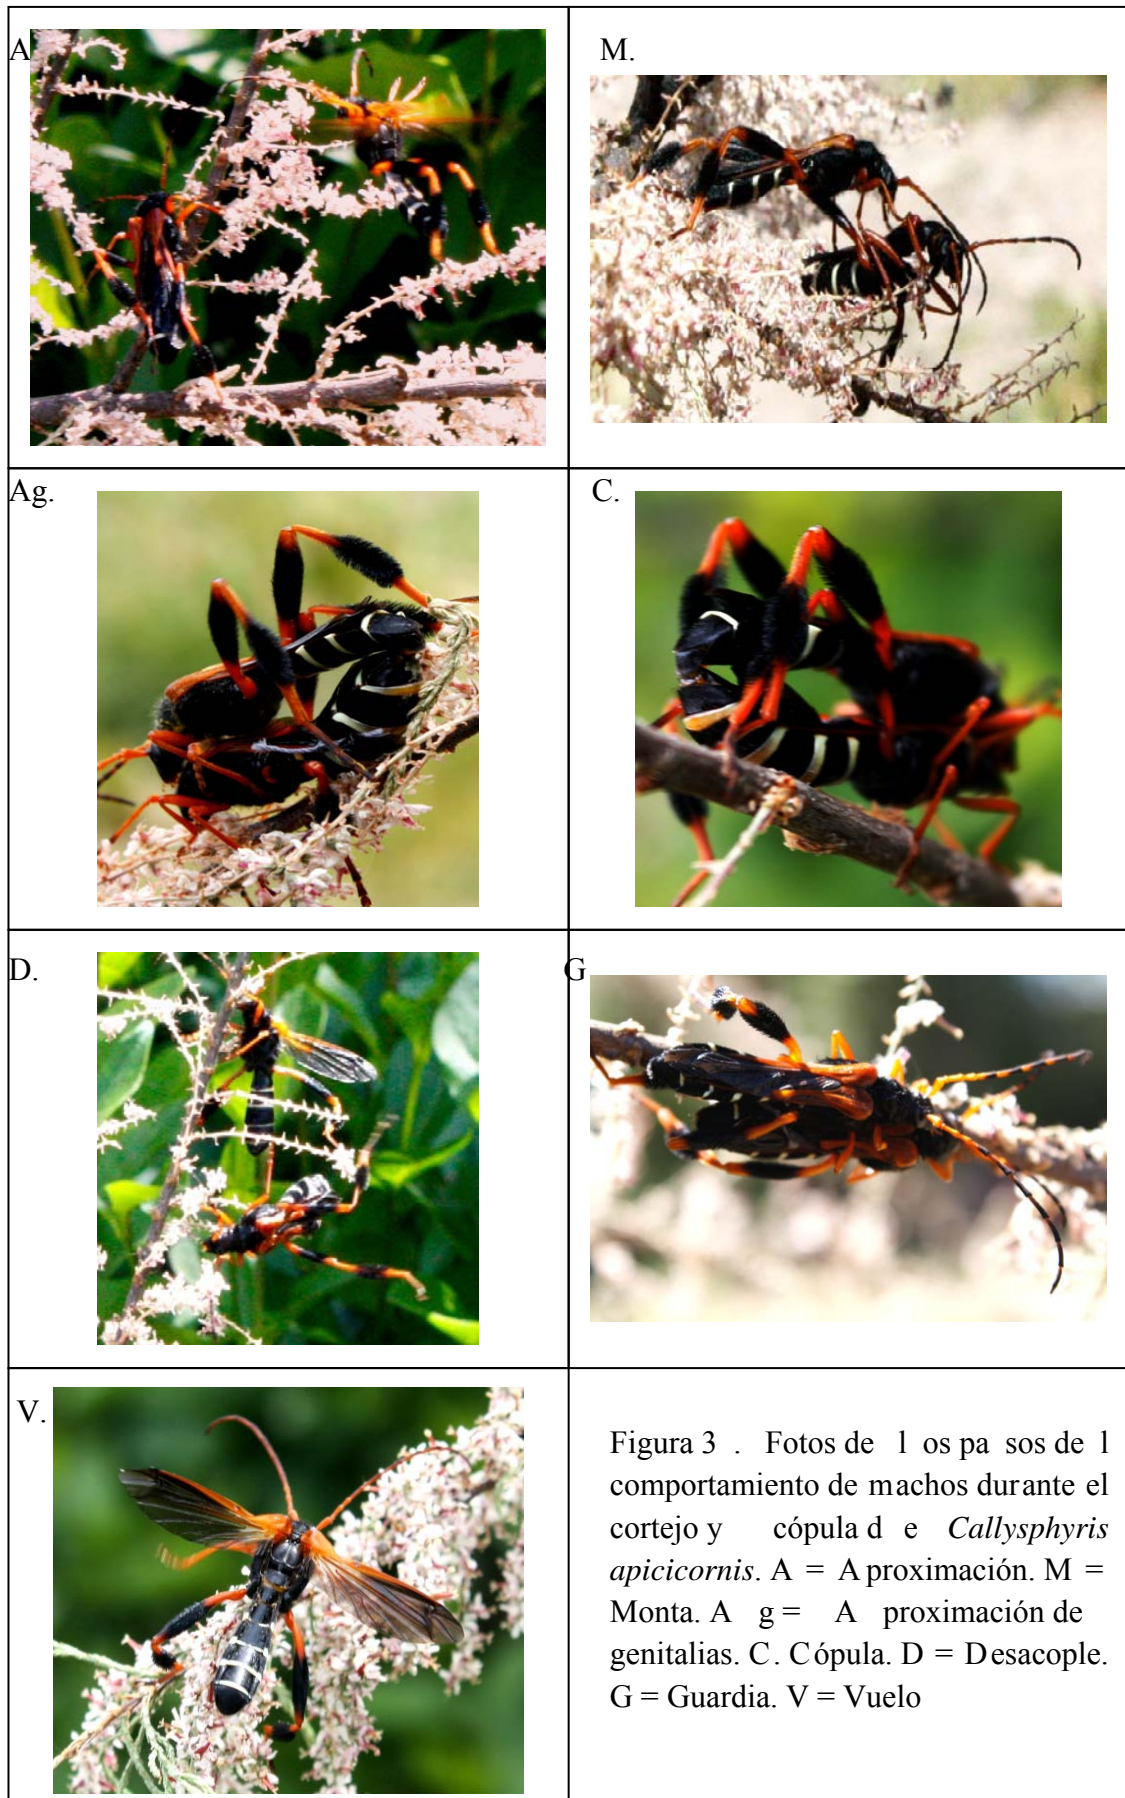 A
M.
Ag.
C.
D.
G
V.
Figura 3 . Fotos de l os pa sos de l
comportamiento de machos durante el
cortejo y cópula d e Callysphyris
apicicornis. A = A proximación. M =
Monta. A g = A proximación de
genitalias. C. Cópula. D = Desacople.
G = Guardia. V = Vuelo